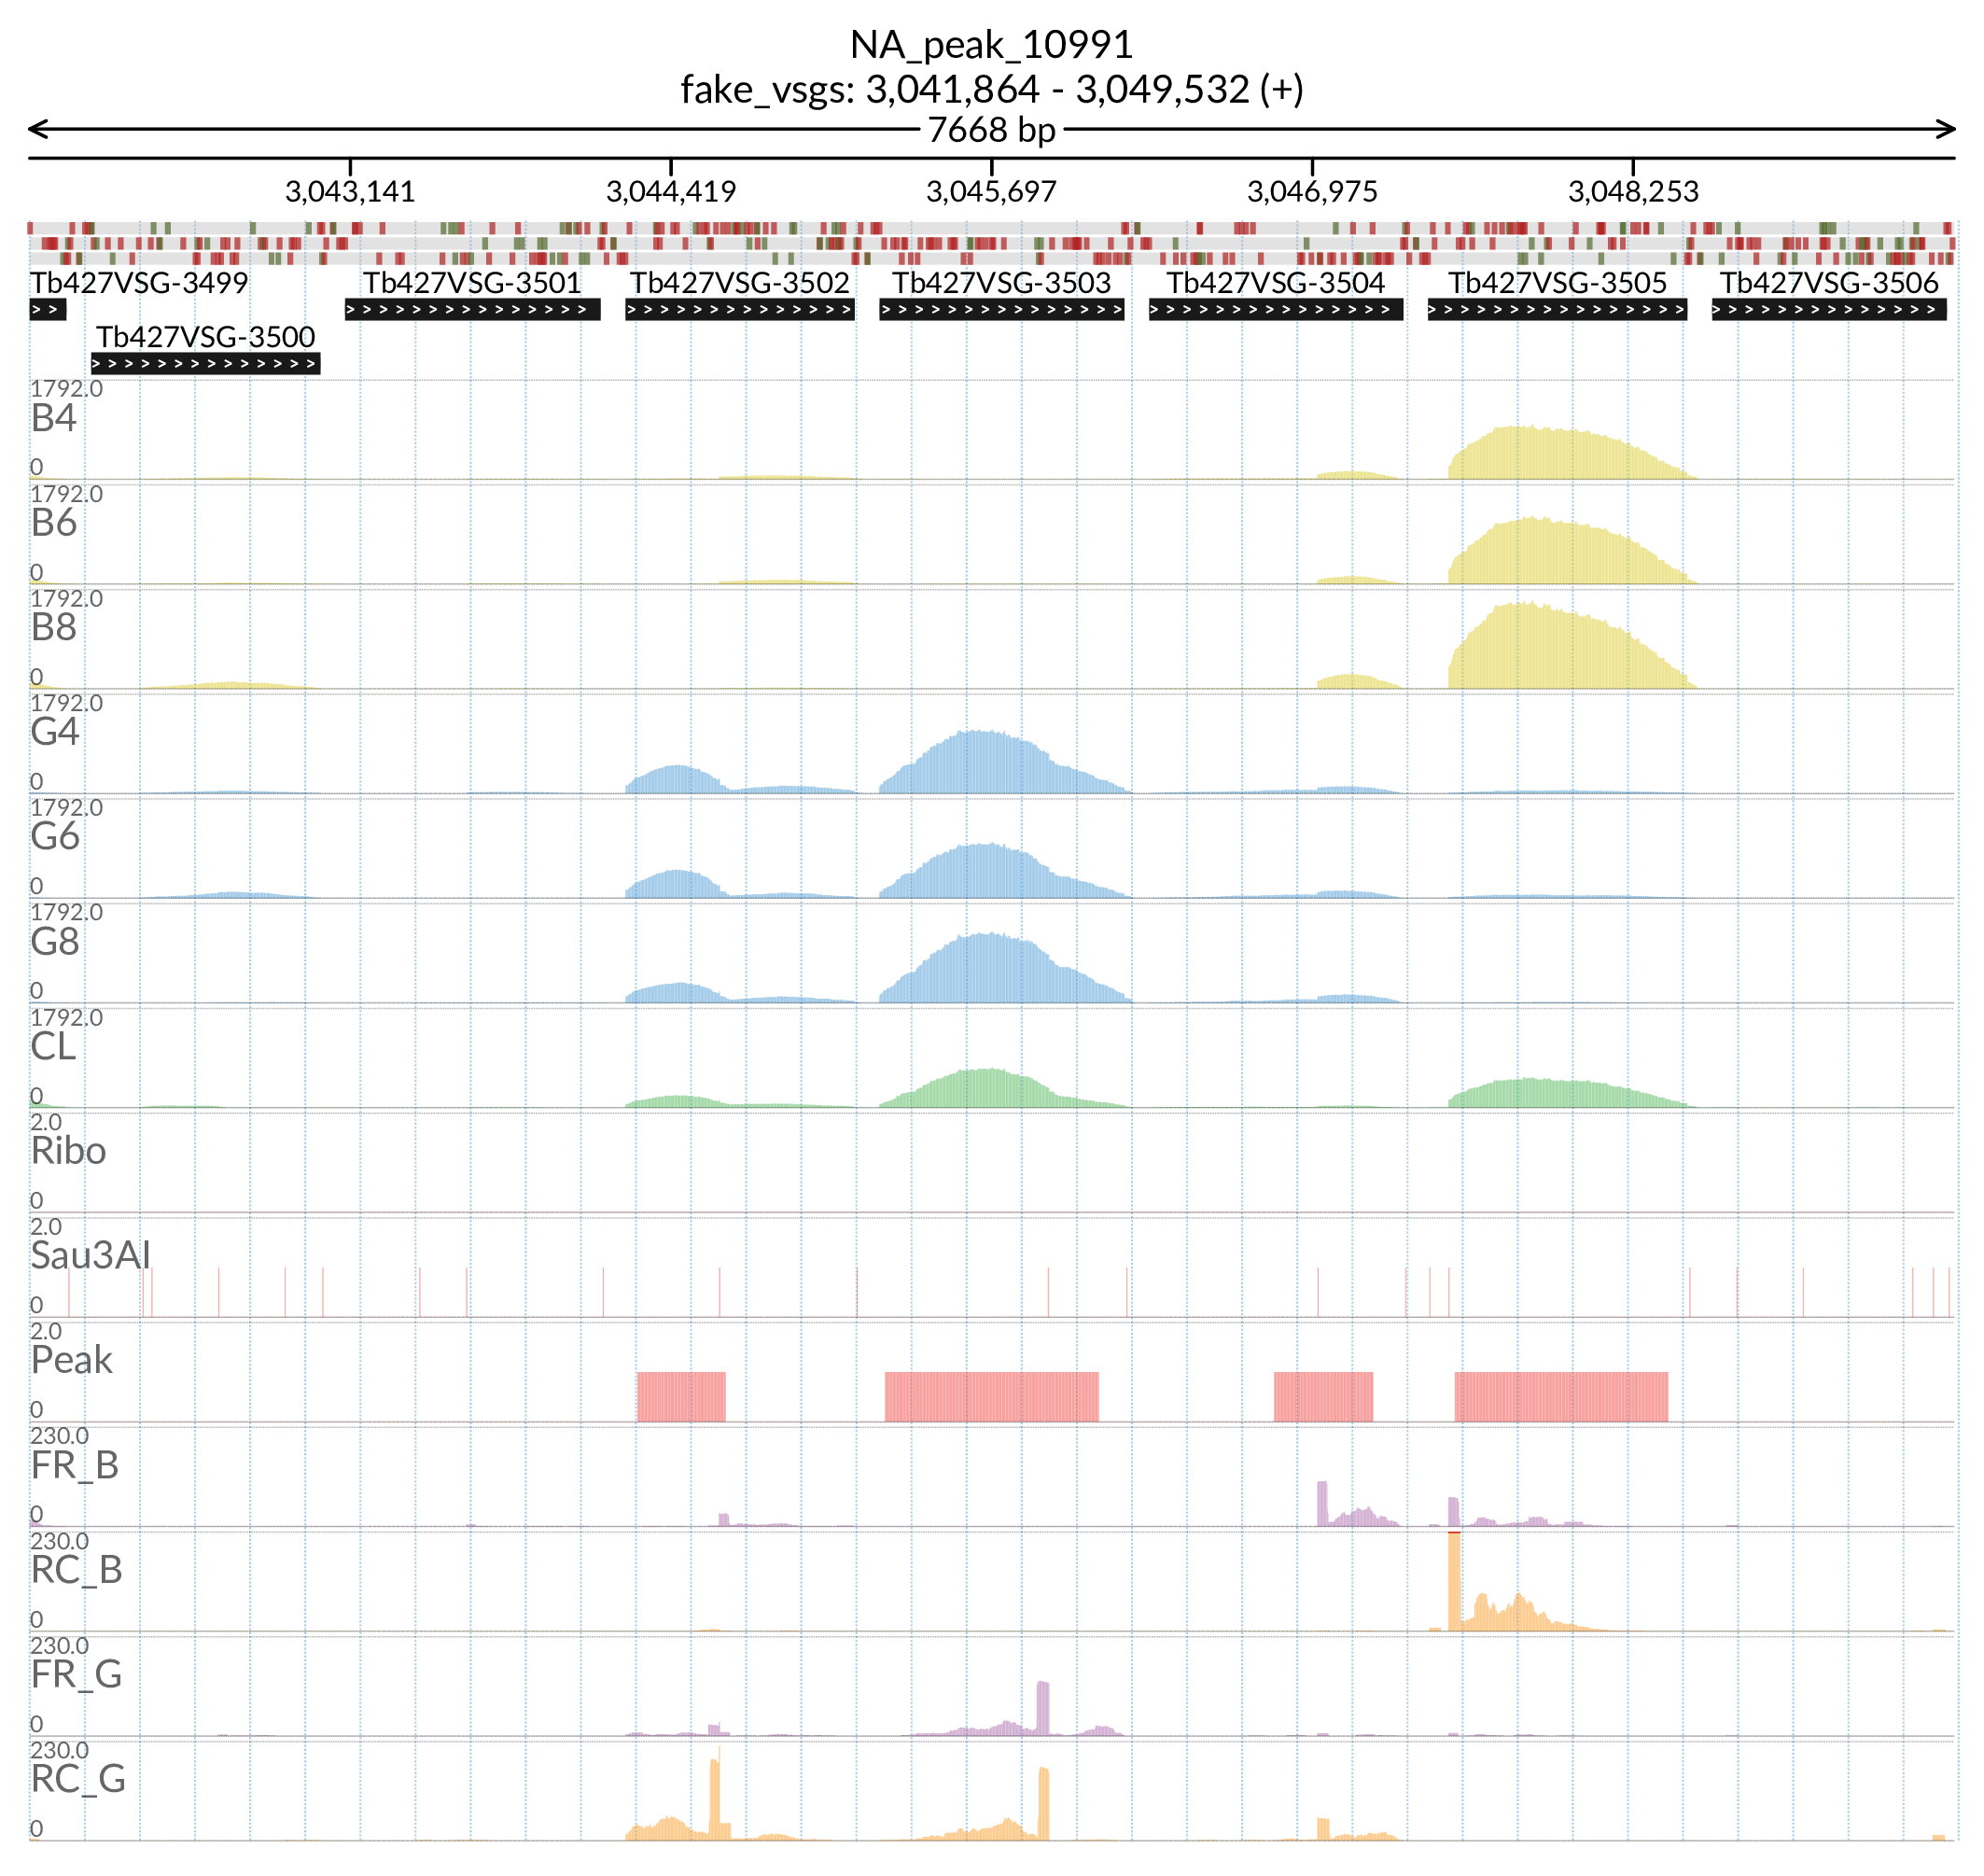 NA_peak_10991
fake_vsgs: 3,041,864 - 3,049,532 (+)
7668 bp
3,043,141 3,044,419 3,045,697 3,046,975 3,048,253
Tb427VSG-3499 Tb427VSG-3501 Tb427VSG-3502 Tb427VSG-3503 Tb427VSG-3504 Tb427VSG-3505 Tb427VSG-3506
Tb427VSG-3500
1792.0
B4
0
1792.0
B6
0
1792.0
B8
0
1792.0
G4
0
1792.0
G6
0
1792.0
G8
0
1792.0
CL
0
2.0
Ribo
0
2.0
Sau3AI
0
2.0
Peak
0
230.0
FR_B
0
230.0
RC_B
0
230.0
FR_G
0
230.0
RC_G
0